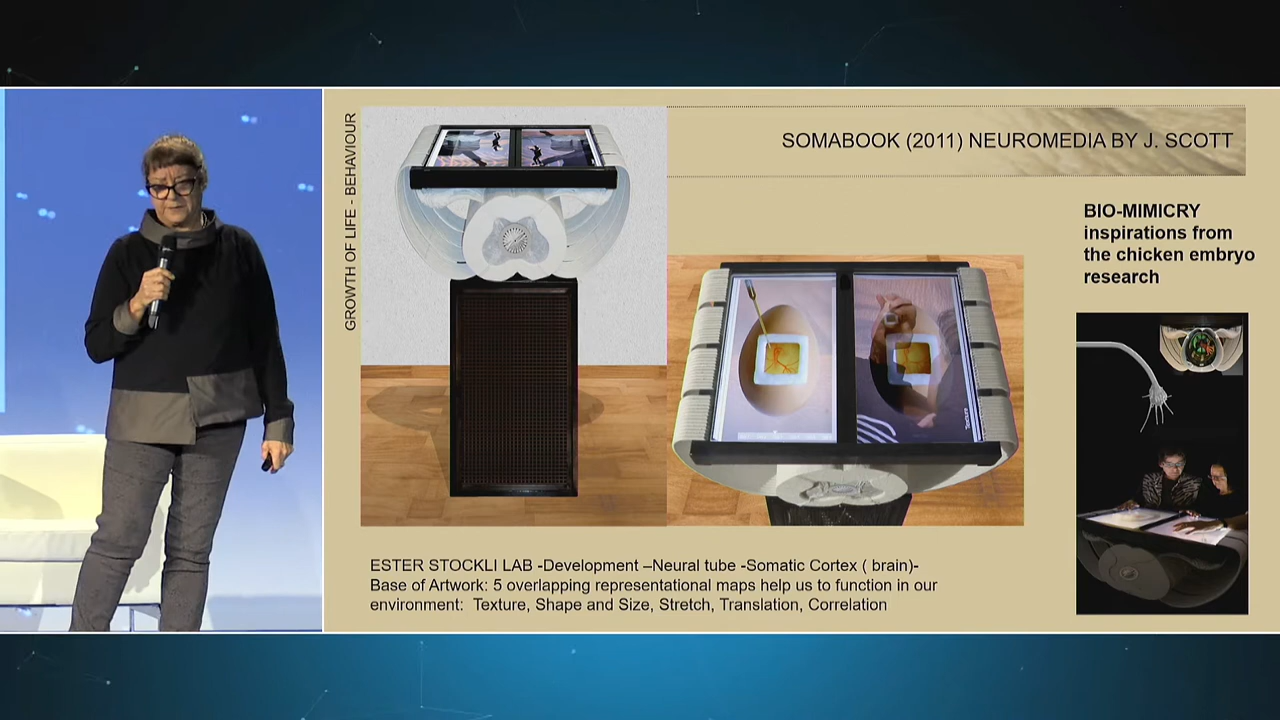 SOMABOOK (2011) NEUROMEDIA BY J. SCOTT
GROWTH OF LIFE - BEHAVIOUR
BIO-MIMICRY
inspirations from
the chicken embryo
research
ESTER STOCKLI LAB -Development –Neural tube -Somatic Cortex ( brain)-
Base of Artwork: 5 overlapping representational maps help us to function in our
environment: Texture, Shape and Size, Stretch, Translation, Correlation